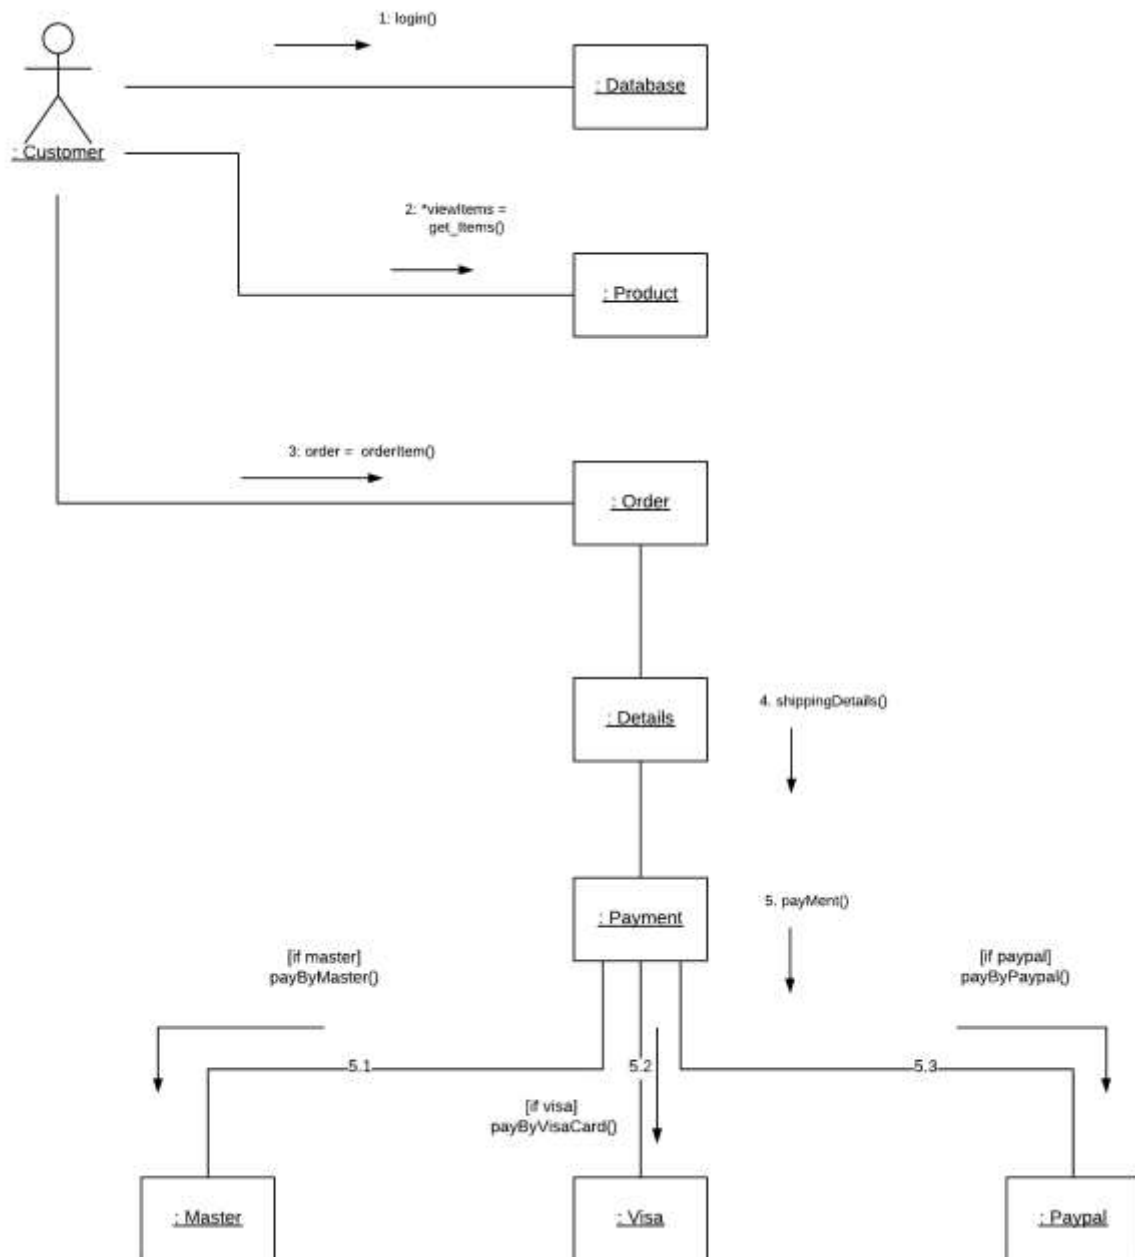 1: login()
: Database
: Customer
2: *viewItems =
get_Items()
: Product
3: order = orderItem()
: Order
: Details
4. shippingDetails()
: Payment
5. payMent()
[if master]
payByMaster()
[if paypal]
payByPaypal()
5.1
5.2
5.3
[if visa]
payByVisaCard()
: Master
: Visa
: Paypal